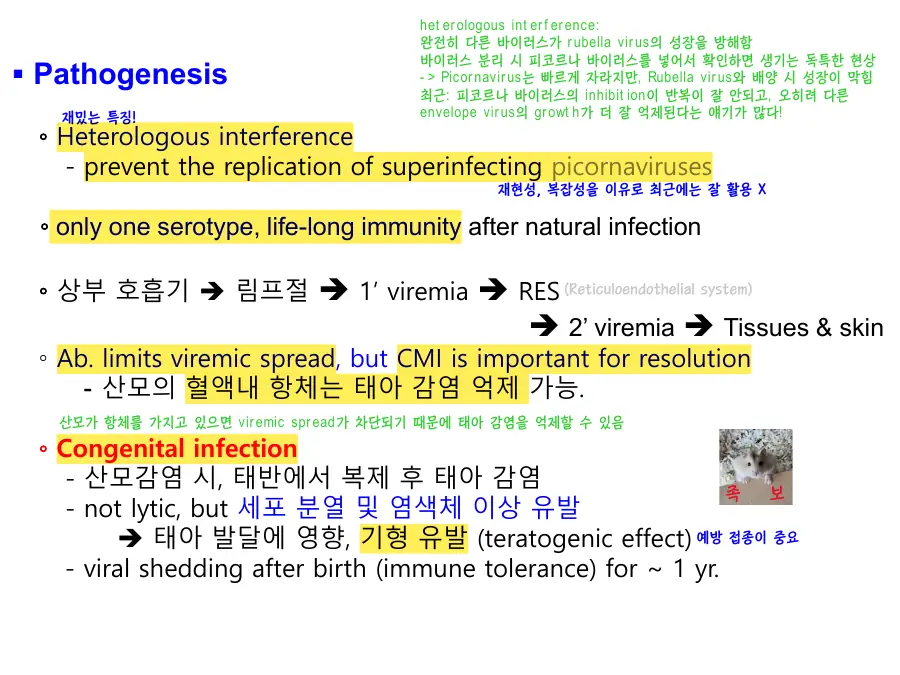 heterologous interference:
완전히 다른 바이러스가 rubella virus의 성장을 방해함
바이러스 분리 시 피코르나 바이러스를 넣어서 확인하면 생기는 독특한 현상
-> Picornavirus는 빠르게 자라지만, Rubella virus와 배양 시 성장이 막힘
최근: 피코르나 바이러스의 inhibition이 반복이 잘 안되고, 오히려 다른
envelope virus의 growth가 더 잘 억제된다는 얘기가 많다!
▪ Pathogenesis
재밌는 특징!
∘ Heterologous interference
- prevent the replication of superinfecting picornaviruses
재현성, 복잡성을 이유로 최근에는 잘 활용 X
∘ only one serotype, life-long immunity after natural infection
∘ 상부 호흡기 ➔ 림프절 ➔ 1’ viremia ➔ RES (Reticuloendothelial system)
➔ 2’ viremia ➔ Tissues & skin
∘ Ab. limits viremic spread, but CMI is important for resolution
- 산모의 혈액내 항체는 태아 감염 억제 가능.
산모가 항체를 가지고 있으면 viremic spread가 차단되기 때문에 태아 감염을 억제할 수 있음
∘ Congenital infection
- 산모감염 시, 태반에서 복제 후 태아 감염
- not lytic, but 세포 분열 및 염색체 이상 유발
➔ 태아 발달에 영향, 기형 유발 (teratogenic effect) 예방 접종이 중요
- viral shedding after birth (immune tolerance) for ~ 1 yr.
족 보